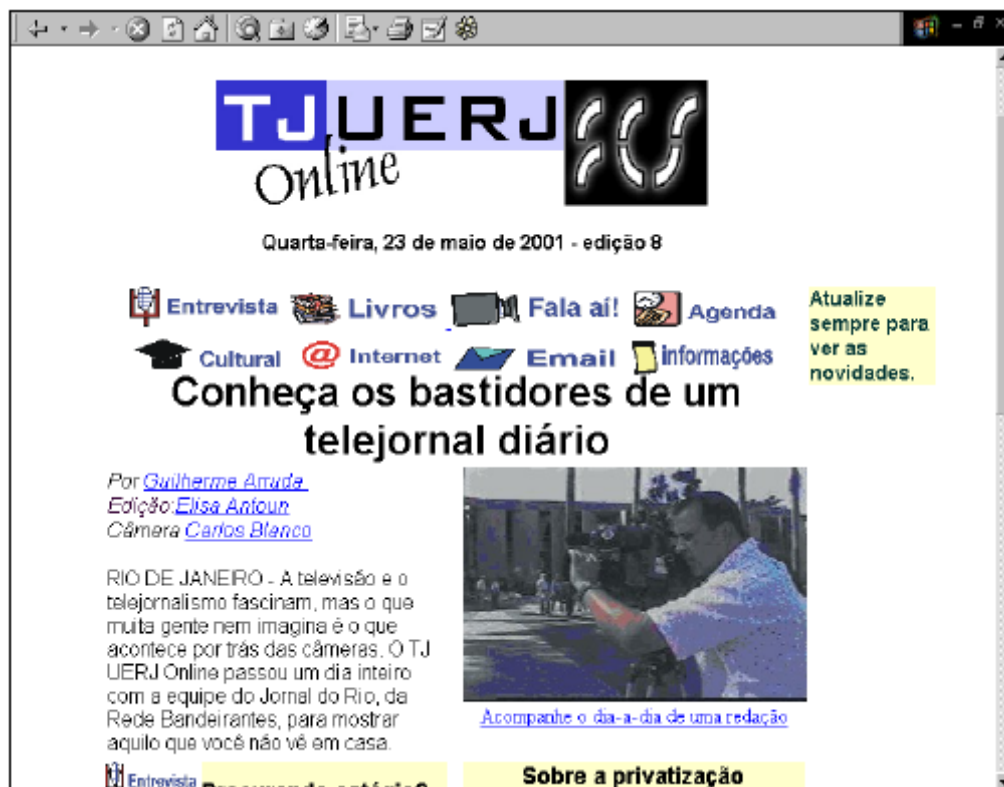 TJ UERJ
Online
FCS
Quarta-feira, 23 de maio de 2001 - edição 8
Entrevista Livros Fala aí! Agenda
Cultural Internet Email informações
Atualize
sempre para
ver as
novidades.
Conheça os bastidores de um
telejornal diário
Por Guilherme Arruda
Edição:Elisa Antoun
Câmera Carlos Blanco
RIO DE JANEIRO - A televisão e o
telejornalismo fascinam, mas o que
muita gente nem imagina é o que
acontece por trás das câmeras. O TJ
UERJ Online passou um dia inteiro
com a equipe do Jornal do Rio, da
Rede Bandeirantes, para mostrar
aquilo que você não vê em casa.
Acompanhe o dia-a-dia de uma redação
Entrevista
Procurando estágio?
Sobre a privatização